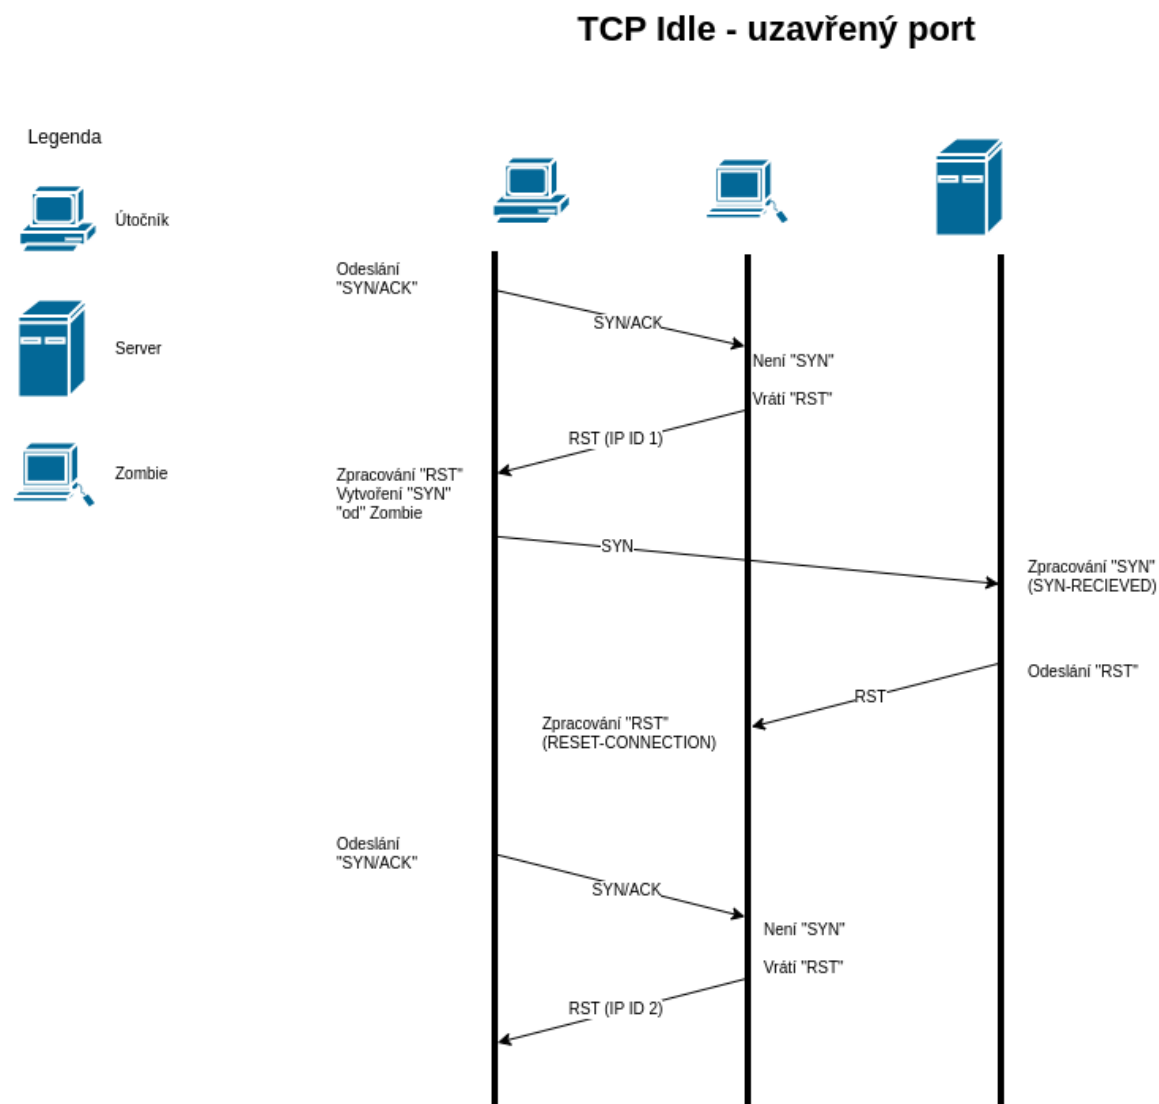 TCP Idle - uzavřený port
Legenda
Útočník
Server
Zombie
Odeslání
"SYN/ACK"
SYN/ACK
Není "SYN"
Vrátí "RST"
RST (IP ID 1)
Zpracování "RST"
Vytvoření "SYN"
"od" Zombie
SYN
Zpracování "SYN"
(SYN-RECIEVED)
Odeslání "RST"
RST
Zpracování "RST"
(RESET-CONNECTION)
Odeslání
"SYN/ACK"
SYN/ACK
Není "SYN"
Vrátí "RST"
RST (IP ID 2)